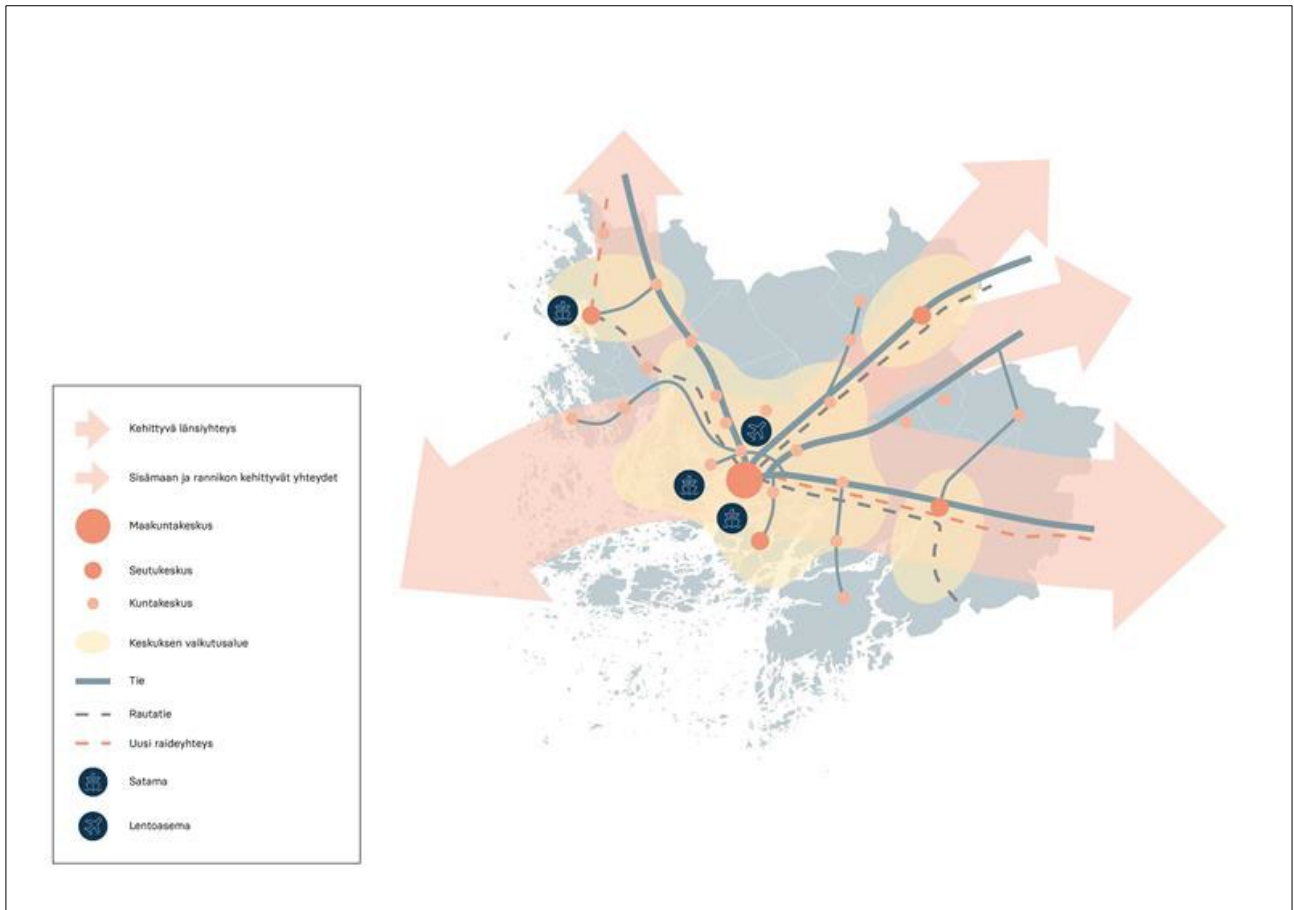 Kehittyvä länsiyhteys
Sisämaan ja rannikon kehittyvät yhteydet
Maakuntakeskus
Seutukeskus
Kuntakeskus
Keskuksen vaikutusalue
Tie
Rautatie
Uusi raideyhteys
Satama
Lentoasema